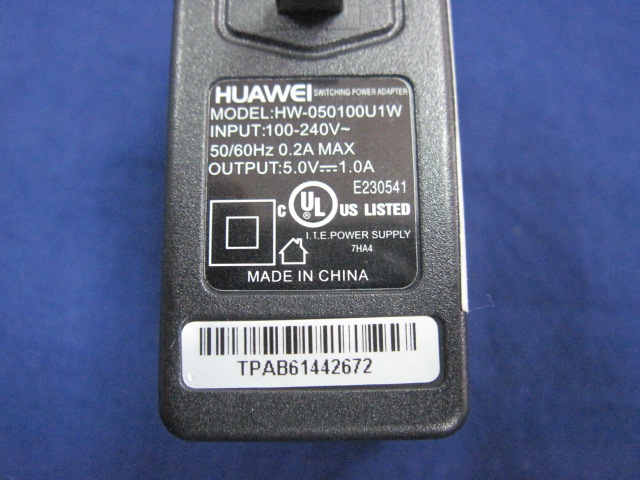 HUAWEI SWITCHING POWER ADAPTER
MODEL:HW-050100U1W
INPUT:100-240V~
50/60Hz 0.2A MAX
OUTPUT:5.0V⎓1.0A
E230541
C UL US LISTED
®
I.T.E.POWER SUPPLY
7HA4
MADE IN CHINA
TPAB61442672